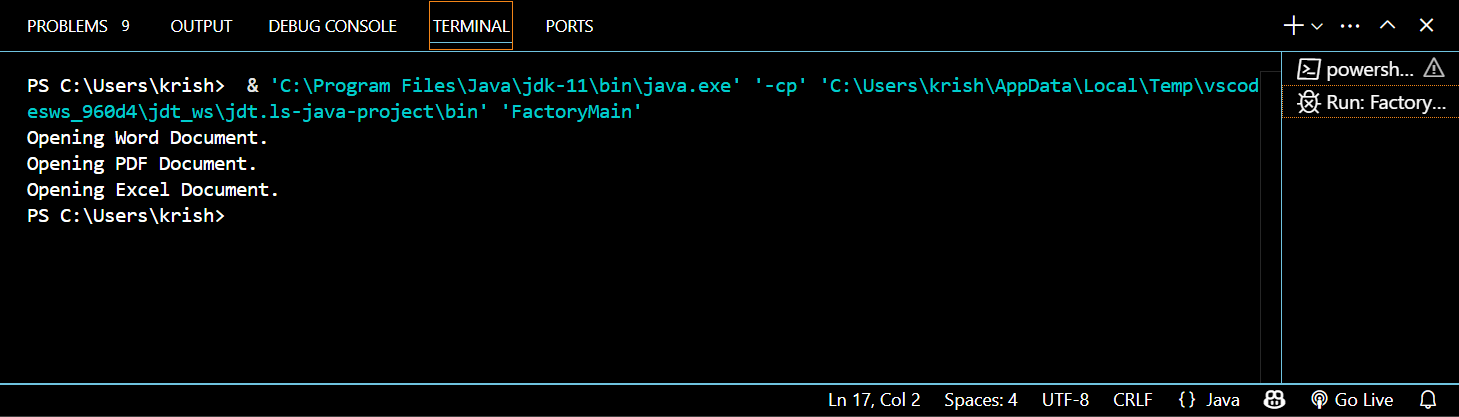 PROBLEMS 9 OUTPUT DEBUG CONSOLE TERMINAL PORTS
PS C:\Users\krish>  & 'C:\Program Files\Java\jdk-11\bin\java.exe' '-cp' 'C:\Users\krish\AppData\Local\Temp\vscod
esws_960d4\jdt_ws\jdt.ls-java-project\bin' 'FactoryMain'
Opening Word Document.
Opening PDF Document.
Opening Excel Document.
PS C:\Users\krish>
powersh...
Run: Factory...
Ln 17, Col 2 Spaces: 4 UTF-8 CRLF {} Java Go Live